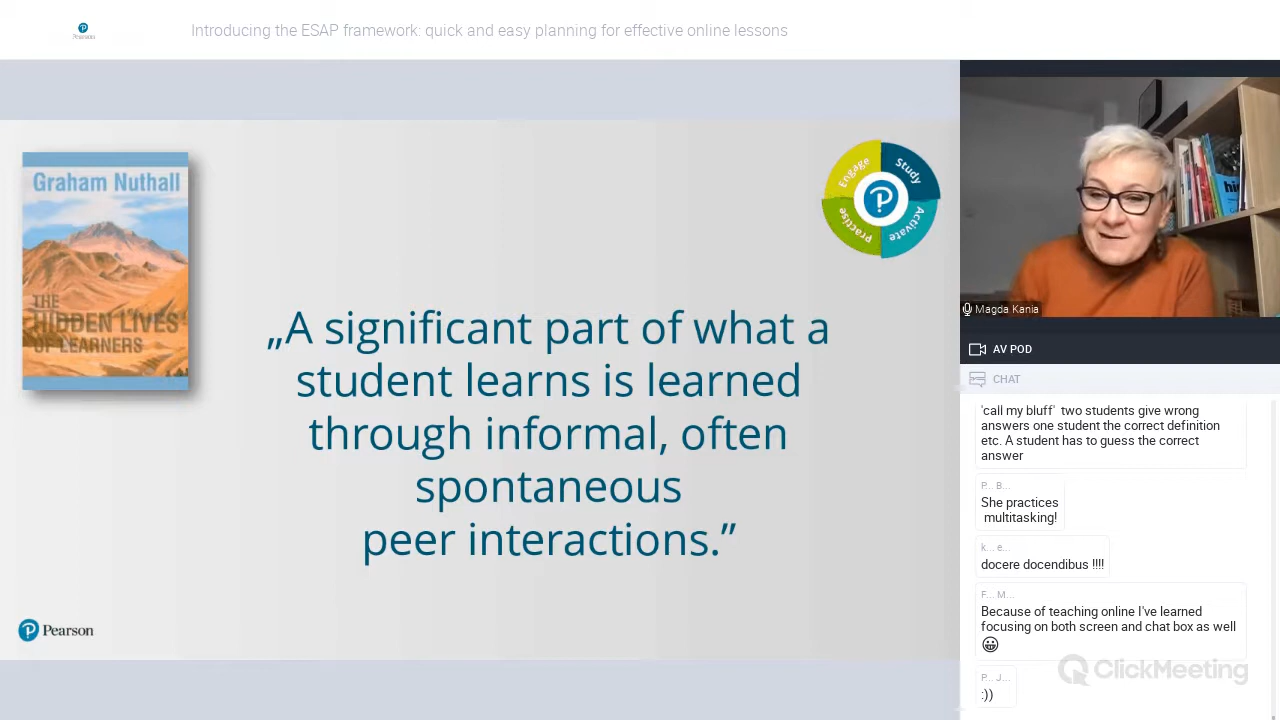 Pearson
Introducing the ESAP framework: quick and easy planning for effective online lessons
Graham Nuthall
THE
HIDDEN LIVES
OF LEARNERS
Engage
Study
Activate
Practise
„A significant part of what a
student learns is learned
through informal, often
spontaneous
peer interactions.”
Pearson
Magda Kania
AV POD
CHAT
'call my bluff' two students give wrong
answers one student the correct definition
etc. A student has to guess the correct
answer
P... B...
She practices
multitasking!
k... e...
docere docendibus !!!!
F... M...
Because of teaching online I've learned
focusing on both screen and chat box as well
😀
P... J...
:))
ClickMeeting